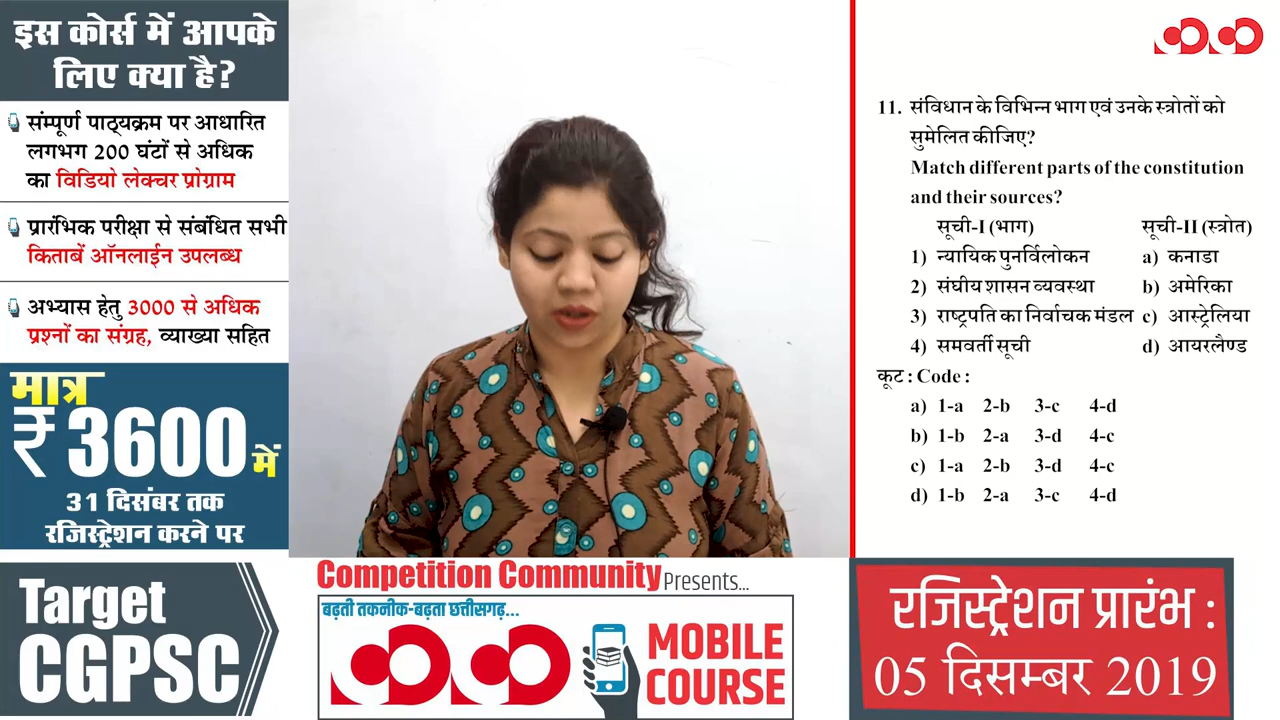 इस कोर्स में आपके
लिए क्या है?
संम्पूर्ण पाठ्यक्रम पर आधारित
लगभग 200 घंटों से अधिक
का विडियो लेक्चर प्रोग्राम
प्रारंभिक परीक्षा से संबंधित सभी
किताबें ऑनलाईन उपलब्ध
अभ्यास हेतु 3000 से अधिक
प्रश्नों का संग्रह, व्याख्या सहित
मात्र
₹ 3600 में
31 दिसंबर तक
रजिस्ट्रेशन करने पर
Target
CGPSC
Competition Community Presents...
बढ़ती तकनीक-बढ़ता छत्तीसगढ़...
MOBILE
COURSE
11. संविधान के विभिन्न भाग एवं उनके स्त्रोतों को
सुमेलित कीजिए?
Match different parts of the constitution
and their sources?
सूची-I (भाग) सूची-II (स्त्रोत)
1) न्यायिक पुनर्विलोकन a) कनाडा
2) संघीय शासन व्यवस्था b) अमेरिका
3) राष्ट्रपति का निर्वाचक मंडल c) आस्ट्रेलिया
4) समवर्ती सूची d) आयरलैण्ड
कूट : Code :
a) 1-a 2-b 3-c 4-d
b) 1-b 2-a 3-d 4-c
c) 1-a 2-b 3-d 4-c
d) 1-b 2-a 3-c 4-d
रजिस्ट्रेशन प्रारंभ :
05 दिसम्बर 2019